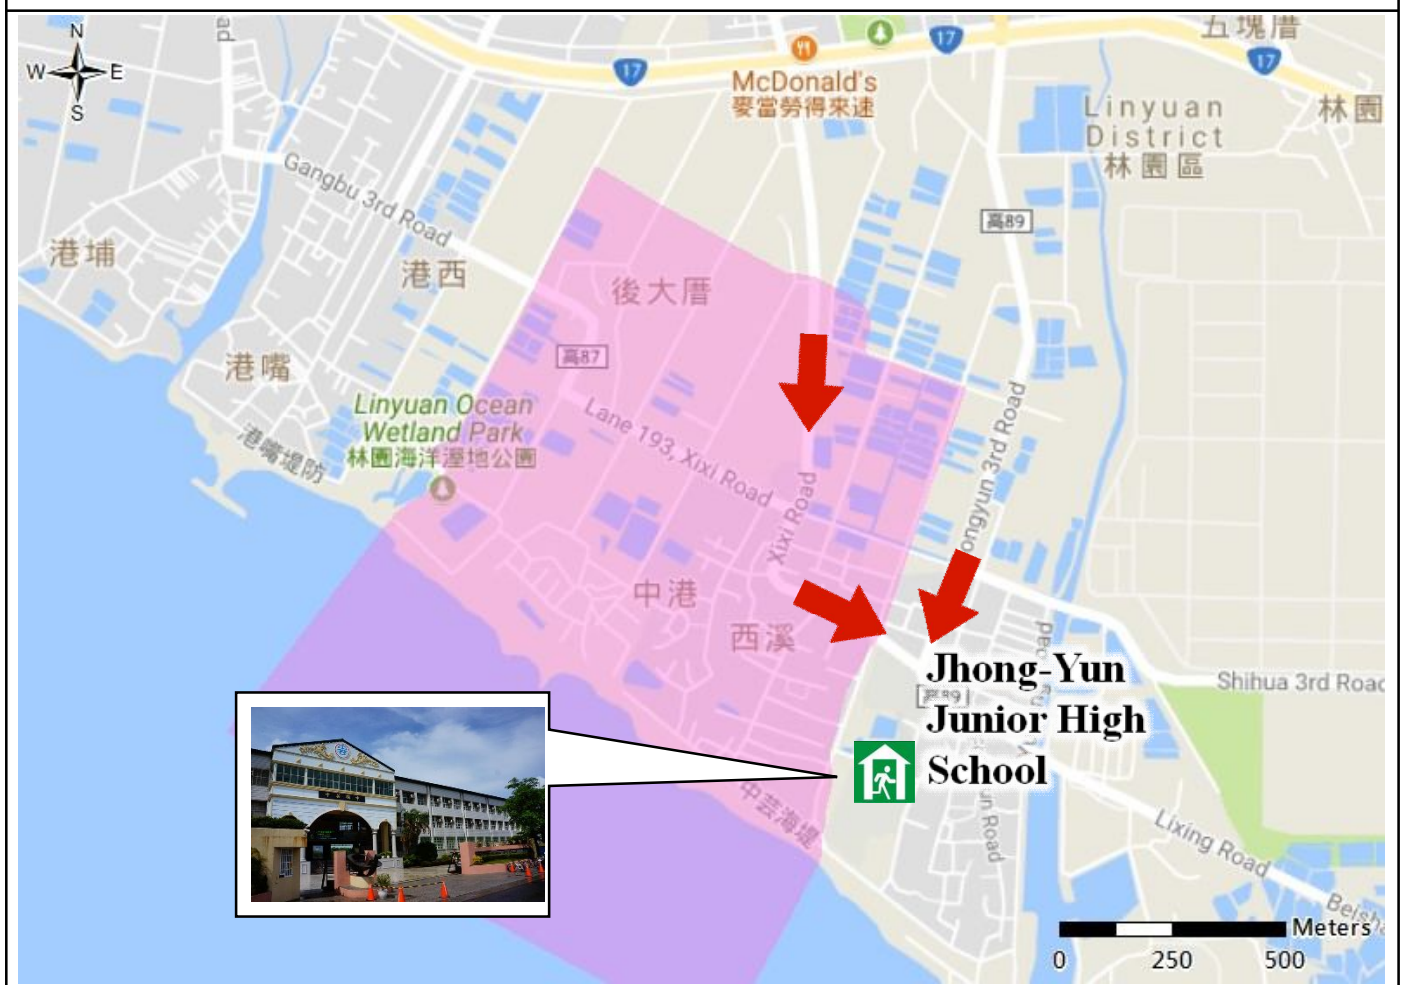 N
W
E
S
17
McDonald's
麥當勞得來速
17
五塊厝
17
Linyuan
District
林園區
林園
Gangbu 3rd Road
高89
港埔
港西
後大厝
港嘴
高87
Linyuan Ocean
Wetland Park
林園海洋溼地公園
港嘴堤防
Lane 193, Xixi Road
Xixi Road
ongyun 3rd Road
中港
西溪
Jhong-Yun
Junior High
School
Shihua 3rd Road
中芸海堤
un Road
Lixing Road
Beish
Meters
0
250
500